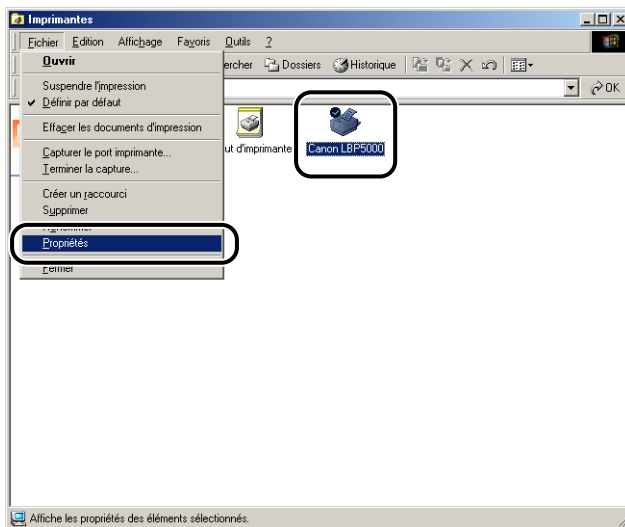 Imprimantes
Fichier Edition Affichage Favoris Outils ?
ercher Dossiers Historique
OK
Ouvrir
Suspendre l'impression
Définir par défaut
Effacer les documents d'impression
Capturer le port imprimante...
Terminer la capture...
Créer un raccourci
Supprimer
Propriétés
Fermer
ut d'imprimante
Canon LBP5000
Affiche les propriétés des éléments sélectionnés.